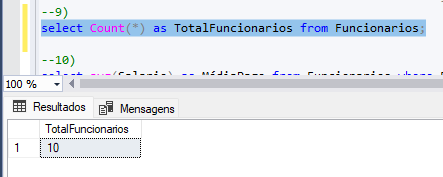 --9)
select Count(*) as TotalFuncionarios from Funcionarios;
--10)
100 %
Resultados Mensagens
TotalFuncionarios
1 10